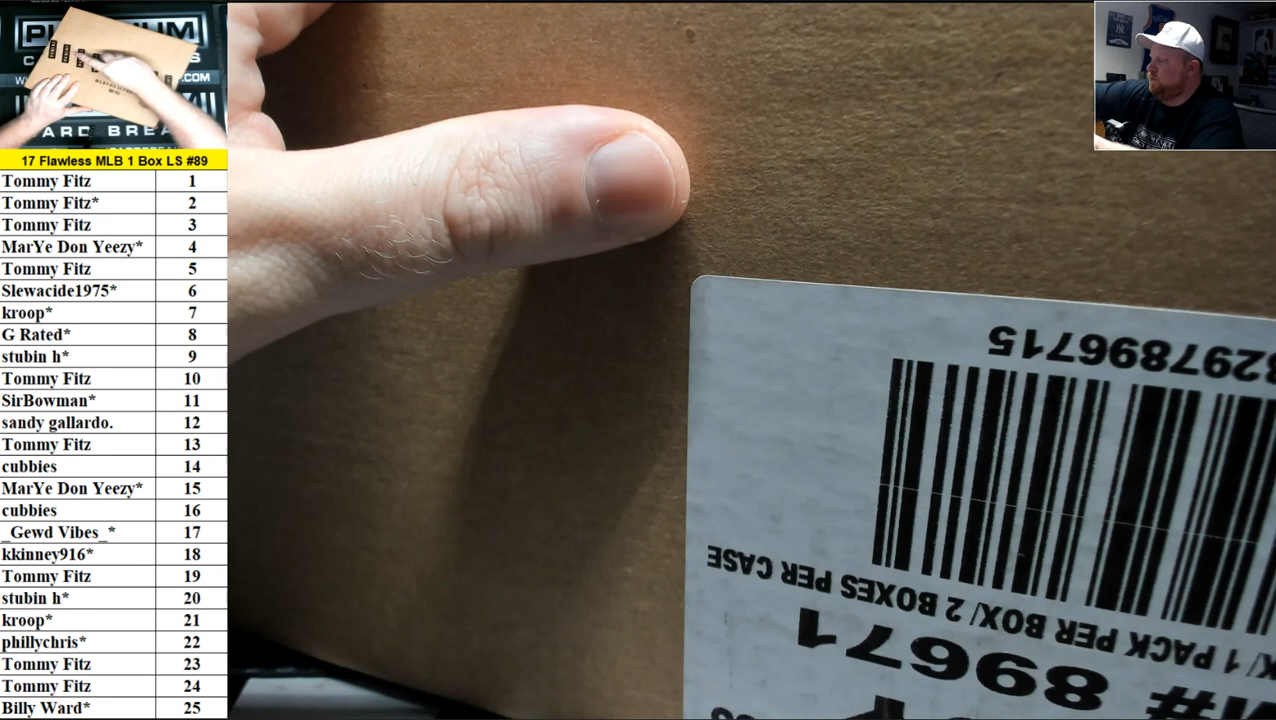 17 Flawless MLB 1 Box LS #89
Tommy Fitz 1
Tommy Fitz* 2
Tommy Fitz 3
MarYe Don Yeezy* 4
Tommy Fitz 5
Slewacide1975* 6
kroop* 7
G Rated* 8
stubin h* 9
Tommy Fitz 10
SirBowman* 11
sandy gallardo. 12
Tommy Fitz 13
cubbies 14
MarYe Don Yeezy* 15
cubbies 16
_Gewd Vibes_* 17
kkinney916* 18
Tommy Fitz 19
stubin h* 20
kroop* 21
phillychris* 22
Tommy Fitz 23
Tommy Fitz 24
Billy Ward* 25
# 89671
/ 1 PACK PER BOX/ 2 BOXES PER CASE
297896715
ARD BREA
.COM